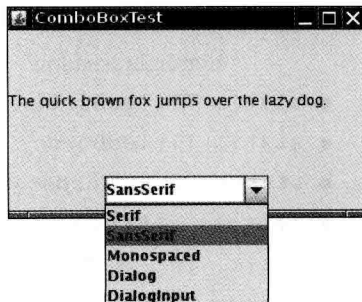 ComboBoxTest
The quick brown fox jumps over the lazy dog.
SansSerif
Serif
SansSerif
Monospaced
Dialog
DialogInput